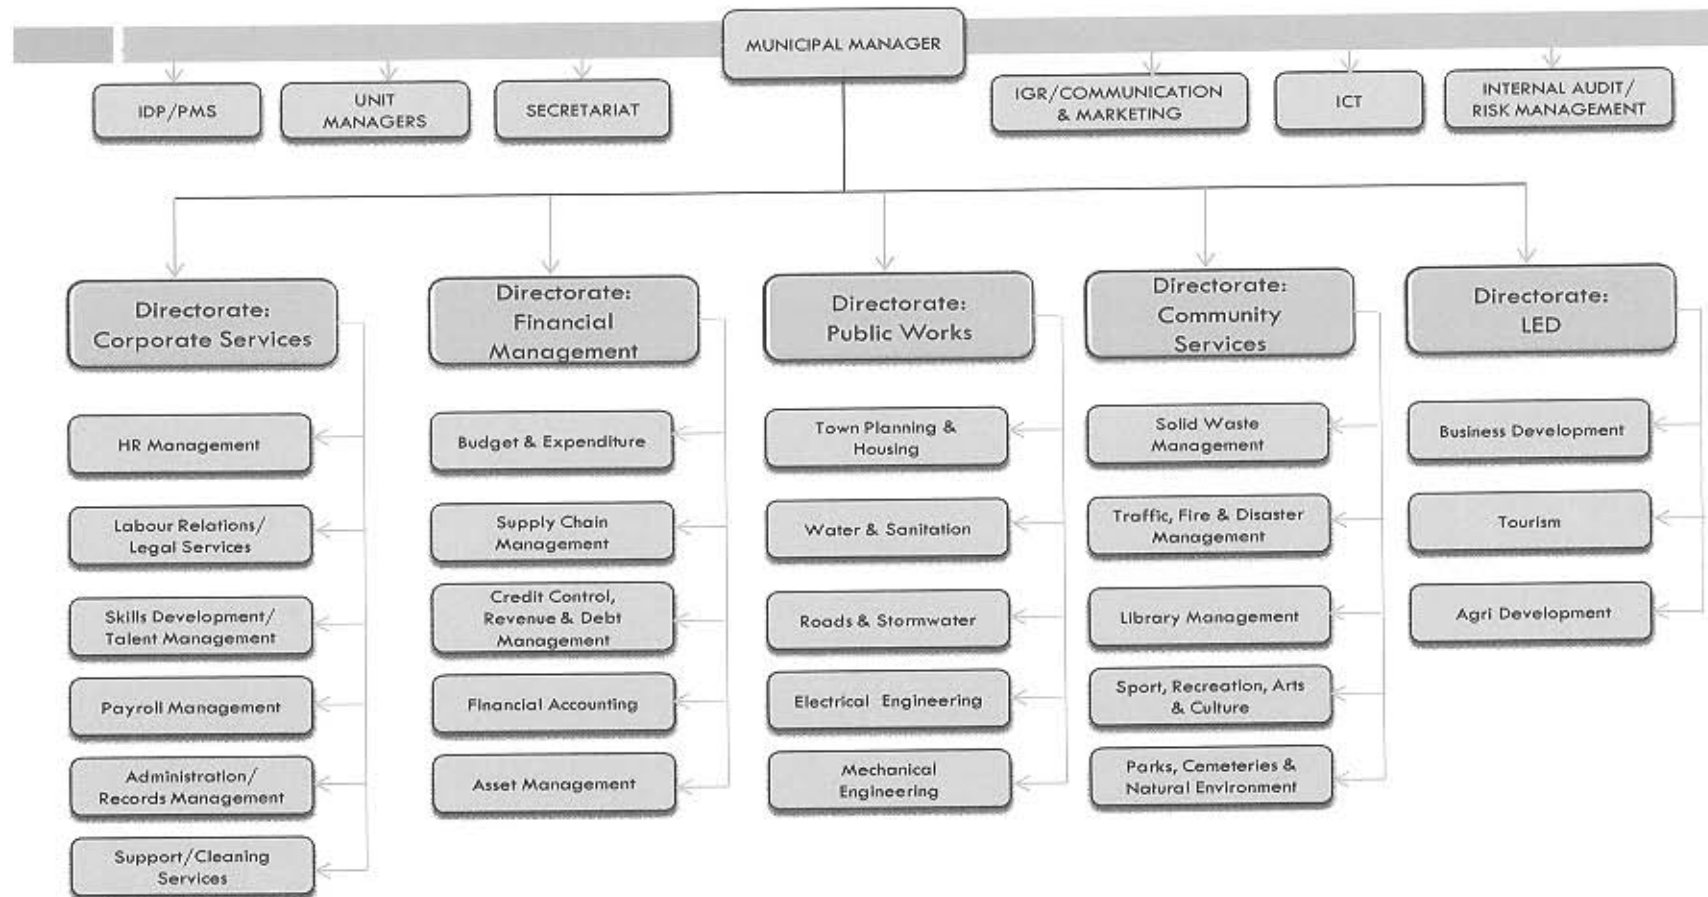 MUNICIPAL MANAGER
IDP/PMS
UNIT
MANAGERS
SECRETARIAT
IGR/COMMUNICATION
& MARKETING
ICT
INTERNAL AUDIT/
RISK MANAGEMENT
Directorate:
Corporate Services
HR Management
Labour Relations/
Legal Services
Skills Development/
Talent Management
Payroll Management
Administration/
Records Management
Support/Cleaning
Services
Directorate:
Financial
Management
Budget & Expenditure
Supply Chain
Management
Credit Control,
Revenue & Debt
Management
Financial Accounting
Asset Management
Directorate:
Public Works
Town Planning &
Housing
Water & Sanitation
Roads & Stormwater
Electrical Engineering
Mechanical
Engineering
Directorate:
Community
Services
Solid Waste
Management
Traffic, Fire & Disaster
Management
Library Management
Sport, Recreation, Arts
& Culture
Parks, Cemeteries &
Natural Environment
Directorate:
LED
Business Development
Tourism
Agri Development